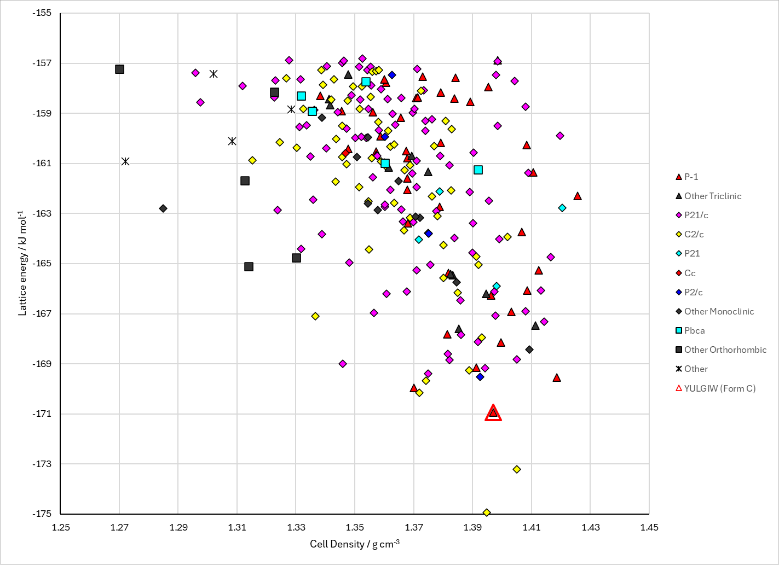 -155
-157
-159
-161
-163
-165
-167
-169
-171
-173
-175
Lattice energy / kJ mol-1
1.25 1.27 1.29 1.31 1.33 1.35 1.37 1.39 1.41 1.43 1.45
Cell Density / g cm-3
P-1
Other Triclinic
P21/c
C2/c
P21
Cc
P2/c
Other Monoclinic
Pbca
Other Orthorhombic
Other
YULGIW (Form C)